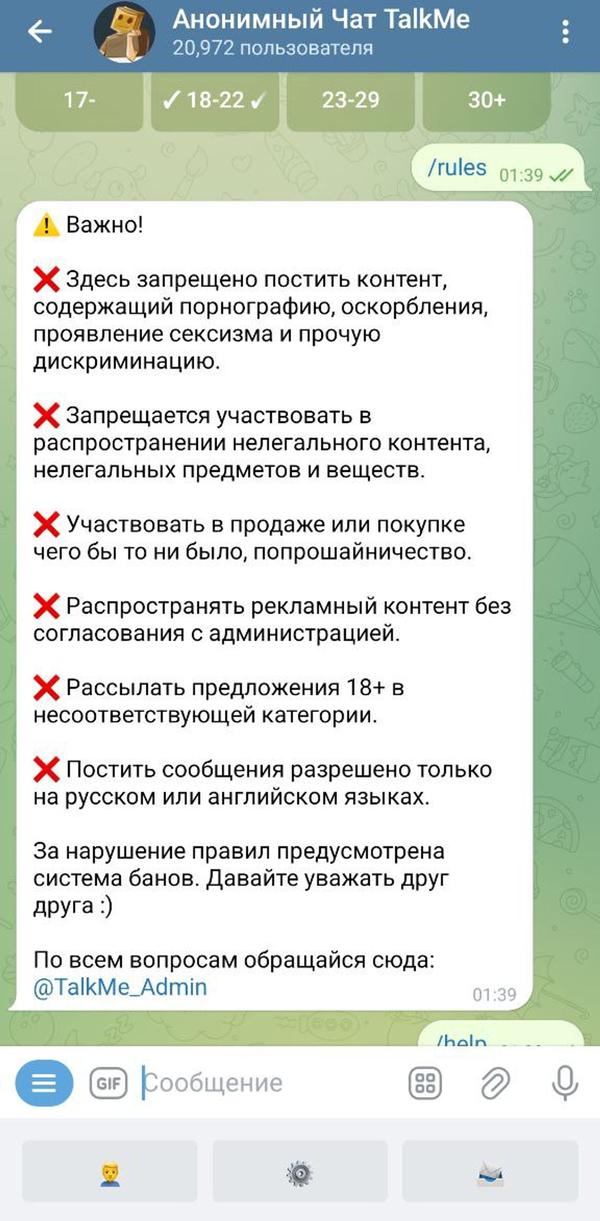 Анонимный Чат TalkMe
20,972 пользователя
17-
✓ 18-22 ✓
23-29
30+
/rules 01:39
⚠️ Важно!
❌ Здесь запрещено постить контент,
содержащий порнографию, оскорбления,
проявление сексизма и прочую
дискриминацию.
❌ Запрещается участвовать в
распространении нелегального контента,
нелегальных предметов и веществ.
❌ Участвовать в продаже или покупке
чего бы то ни было, попрошайничество.
❌ Распространять рекламный контент без
согласования с администрацией.
❌ Рассылать предложения 18+ в
несоответствующей категории.
❌ Постить сообщения разрешено только
на русском или английском языках.
За нарушение правил предусмотрена
система банов. Давайте уважать друг
друга :)
По всем вопросам обращайся сюда:
@TalkMe_Admin
01:39
/help
GIF
Сообщение